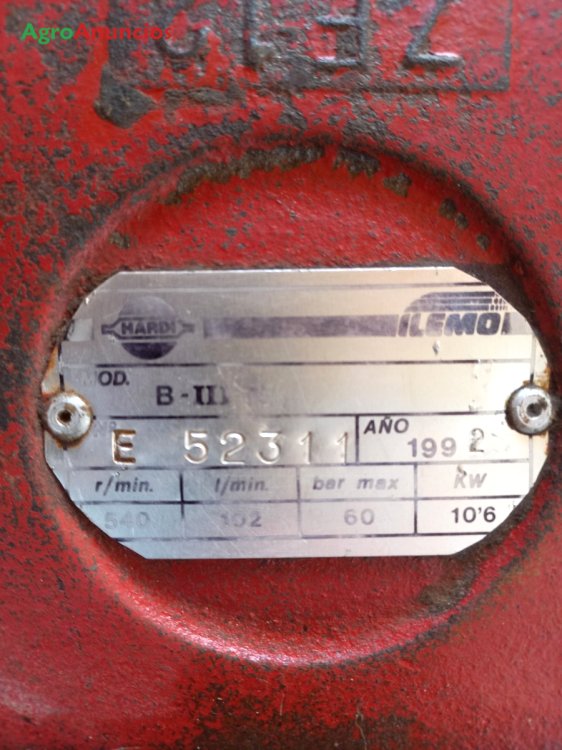 AgroAnuncios
HARDI ILEMO
MOD. B-III
E 52311 AÑO 1992
r/min. l/min. bar max KW
540 102 60 10'6